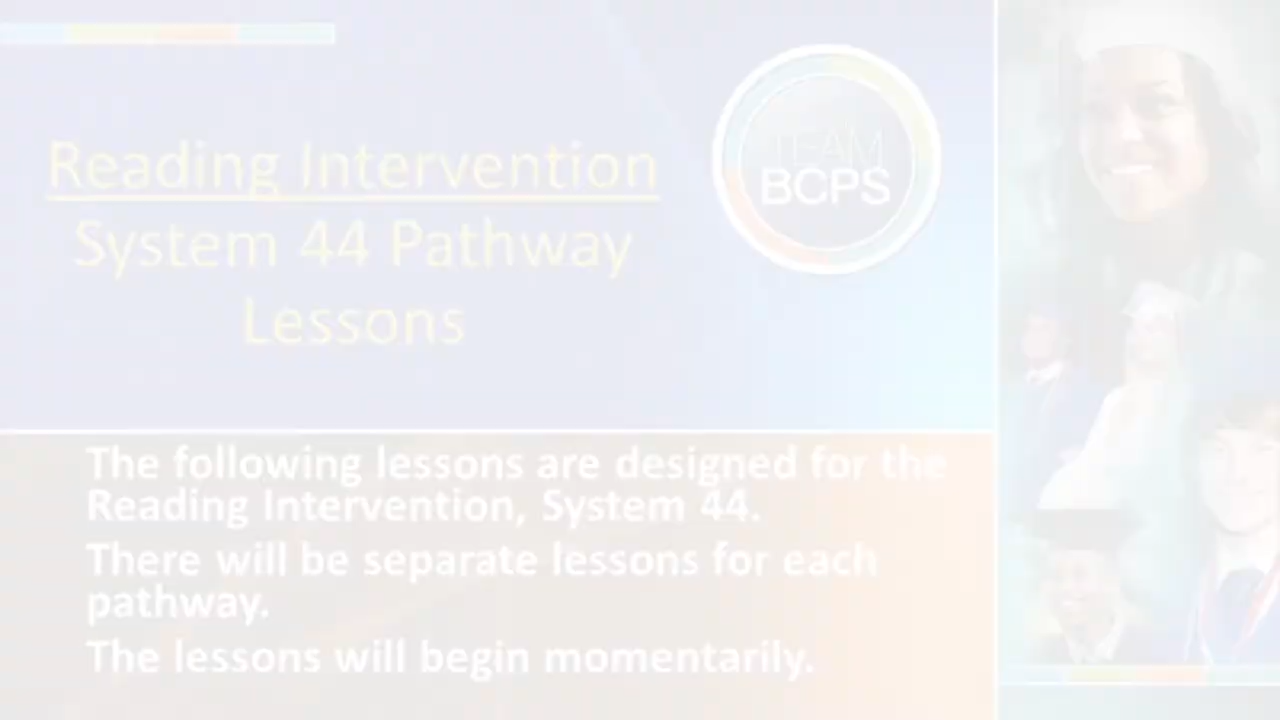 Reading Intervention
System 44 Pathway
Lessons
TEAM
BCPS
The following lessons are designed for the
Reading Intervention, System 44.
There will be separate lessons for each
pathway.
The lessons will begin momentarily.